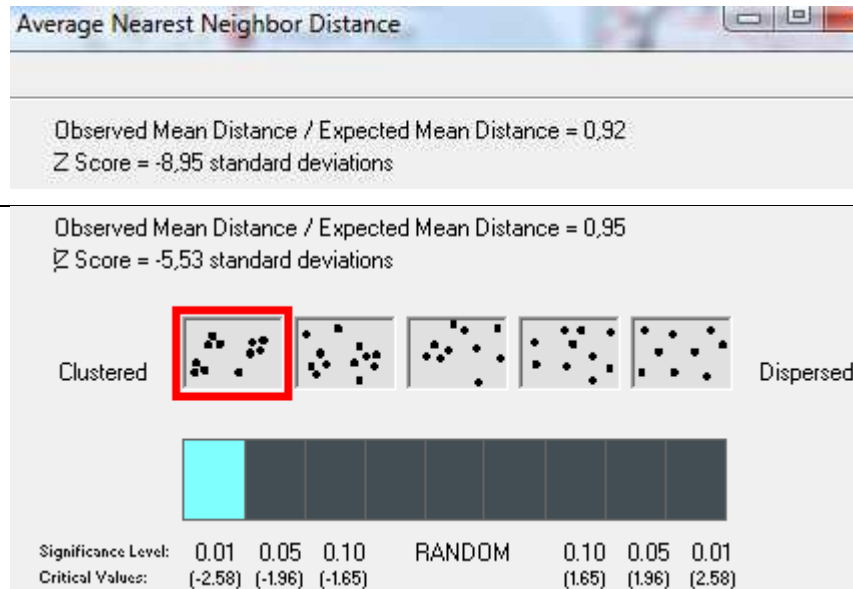 Average Nearest Neighbor Distance
Observed Mean Distance / Expected Mean Distance = 0,92
Z Score = -8,95 standard deviations
Observed Mean Distance / Expected Mean Distance = 0,95
Z Score = -5,53 standard deviations
Clustered Dispersed
Significance Level: 0.01 0.05 0.10 RANDOM 0.10 0.05 0.01
Critical Values: (-2.58) (-1.96) (-1.65) (1.65) (1.96) (2.58)